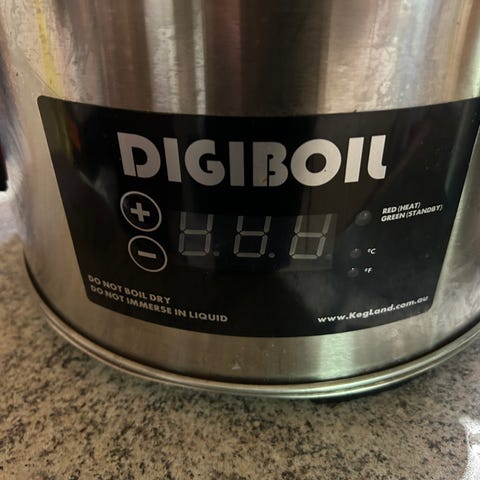 DIGIBOIL
+
-
RED (HEAT)
GREEN (STANDBY)
°C
°F
DO NOT BOIL DRY
DO NOT IMMERSE IN LIQUID
www.KegLand.com.au